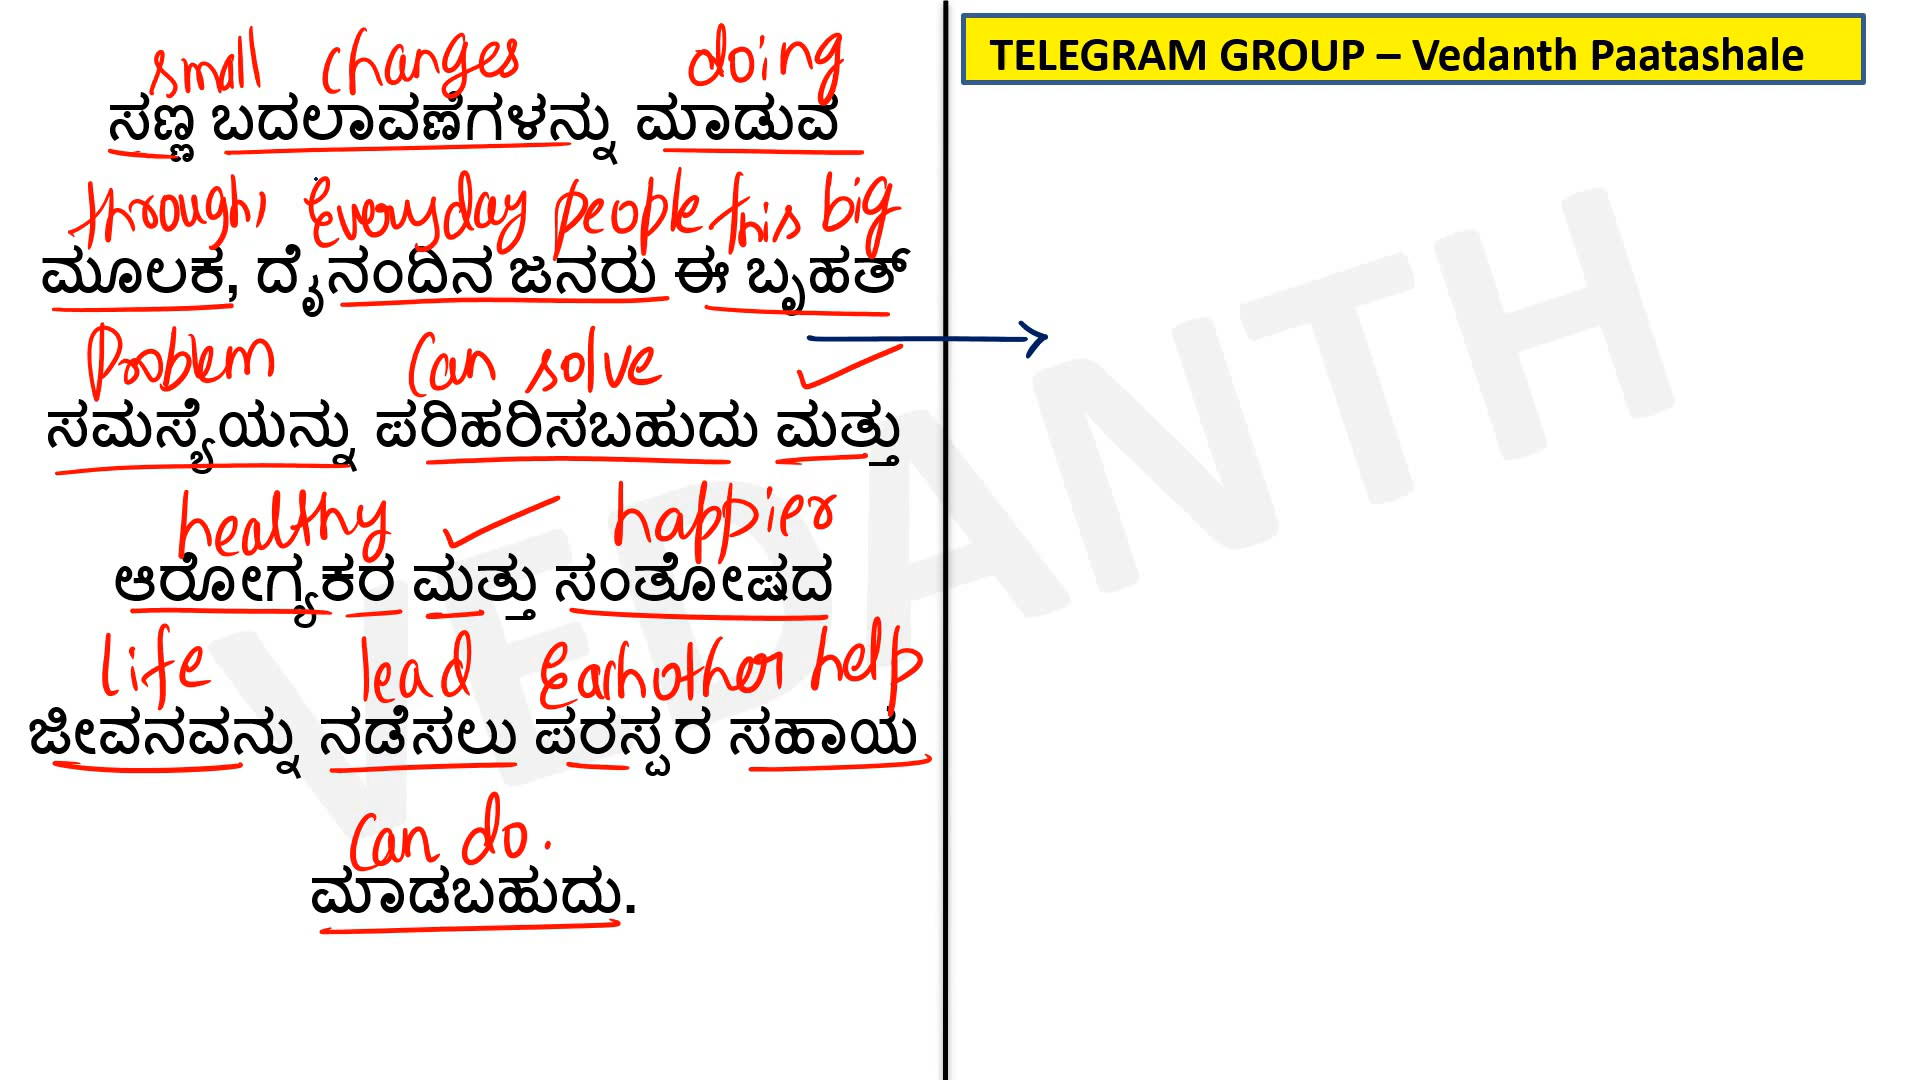 small changes doing
ಸಣ್ಣ ಬದಲಾವಣೆಗಳನ್ನು ಮಾಡುವ
through, Everyday people this big
ಮೂಲಕ, ದೈನಂದಿನ ಜನರು ಈ ಬೃಹತ್
Problem Can solve
ಸಮಸ್ಯೆಯನ್ನು ಪರಿಹರಿಸಬಹುದು ಮತ್ತು
healthy happier
ಆರೋಗ್ಯಕರ ಮತ್ತು ಸಂತೋಷದ
life lead Eachother help
ಜೀವನವನ್ನು ನಡೆಸಲು ಪರಸ್ಪರ ಸಹಾಯ
Can do.
ಮಾಡಬಹುದು.
TELEGRAM GROUP – Vedanth Paatashale
VEDANTH